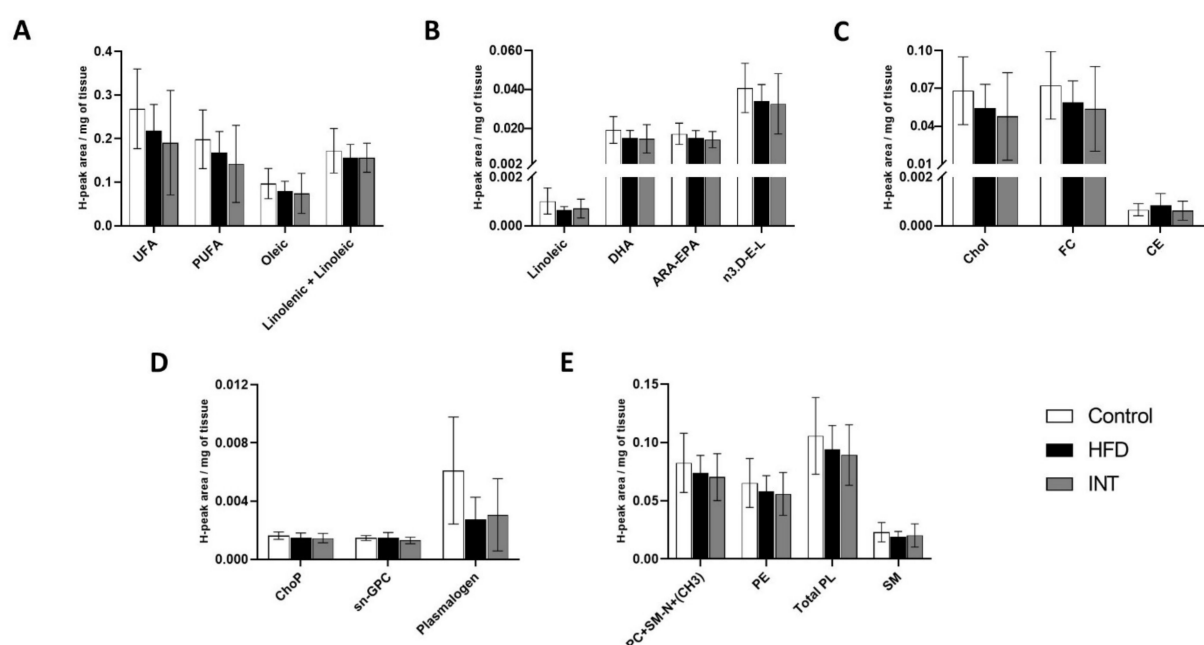 A
H-peak area / mg of tissue
0.4
0.3
0.2
0.1
0.0
UFA
PUFA
Oleic
Linolenic + Linoleic
B
H-peak area / mg of tissue
0.060
0.040
0.020
0.002
0.002
0.000
Linoleic
DHA
ARA-EPA
n3.D-E-L
C
H-peak area / mg of tissue
0.10
0.07
0.04
0.01
0.002
0.000
Chol
FC
CE
D
H-peak area / mg of tissue
0.012
0.008
0.004
0.000
ChoP
sn-GPC
Plasmalogen
E
H-peak area / mg of tissue
0.15
0.10
0.05
0.00
PC+SM-N+(CH3)
PE
Total PL
SM
Control
HFD
INT